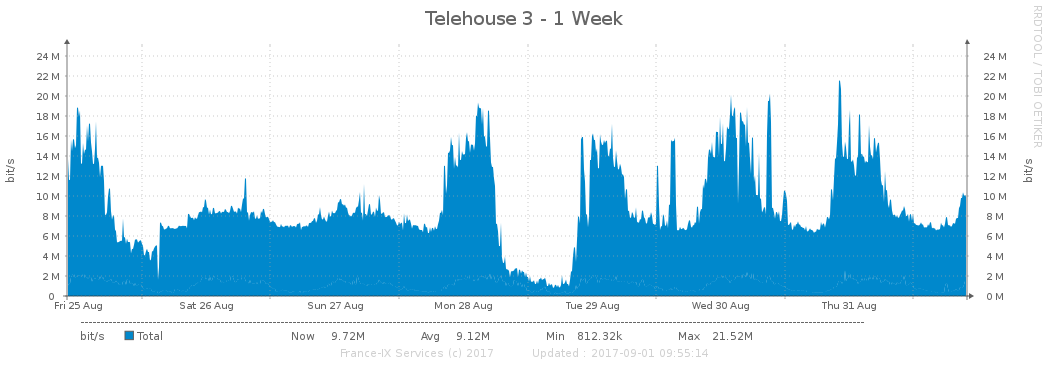 Telehouse 3 - 1 Week
RRDTOOL / TOBI OETIKER
bit/s
24 M 24 M
22 M 22 M
20 M 20 M
18 M 18 M
16 M 16 M
14 M 14 M
12 M 12 M
10 M 10 M
8 M 8 M
6 M 6 M
4 M 4 M
2 M 2 M
0 0 M
bit/s
Fri 25 Aug Sat 26 Aug Sun 27 Aug Mon 28 Aug Tue 29 Aug Wed 30 Aug Thu 31 Aug
bit/s Total Now 9.72M Avg 9.12M Min 812.32k Max 21.52M
France-IX Services (c) 2017 Updated : 2017-09-01 09:55:14